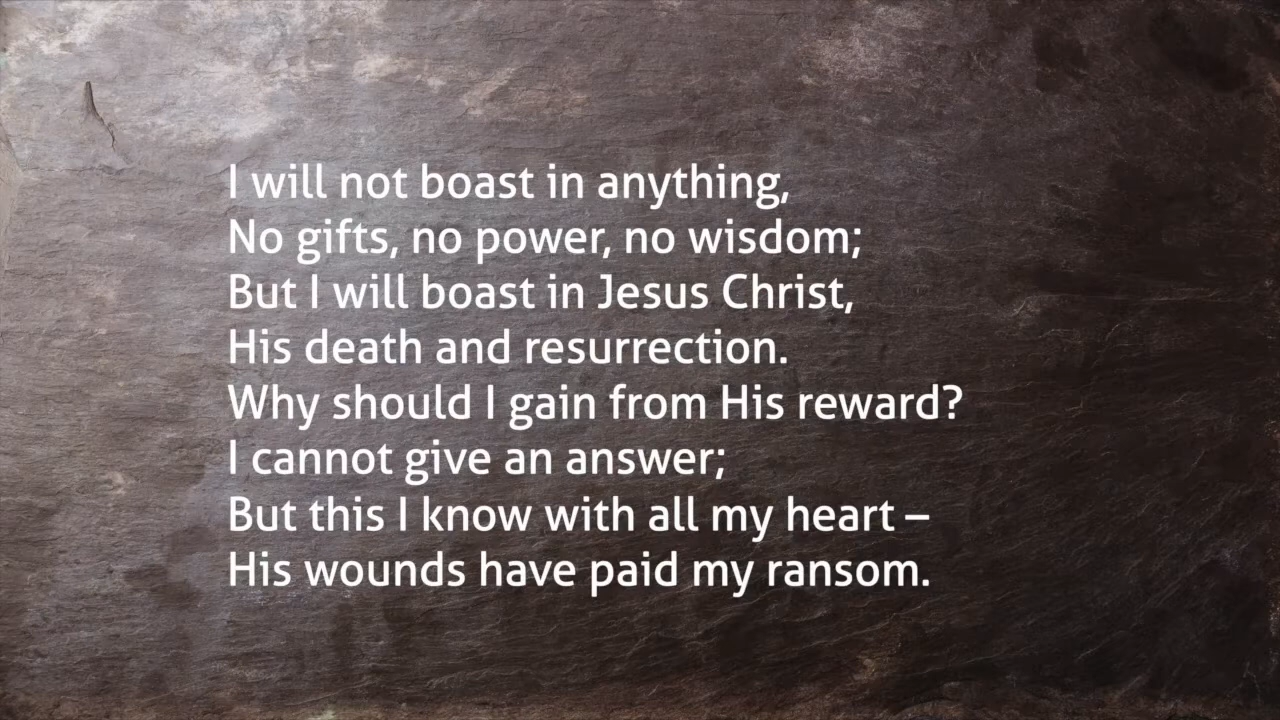 I will not boast in anything,
No gifts, no power, no wisdom;
But I will boast in Jesus Christ,
His death and resurrection.
Why should I gain from His reward?
I cannot give an answer;
But this I know with all my heart –
His wounds have paid my ransom.